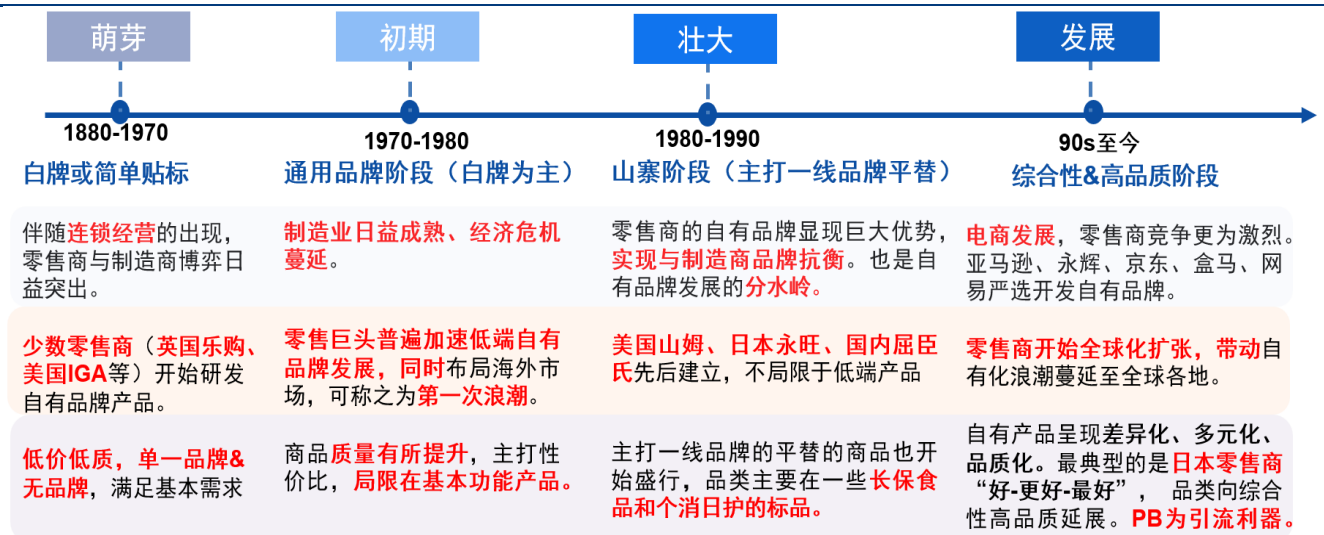 萌芽
初期
壮大
发展
1880-1970
1970-1980
1980-1990
90s至今
白牌或简单贴标
通用品牌阶段（白牌为主）
山寨阶段（主打一线品牌平替）
综合性&高品质阶段
伴随连锁经营的出现，
零售商与制造商博弈日
益突出。
制造业日益成熟、经济危机
蔓延。
零售商的自有品牌显现巨大优势，
实现与制造商品牌抗衡。也是自
有品牌发展的分水岭。
电商发展，零售商竞争更为激烈。
亚马逊、永辉、京东、盒马、网
易严选开发自有品牌。
少数零售商（英国乐购、
美国IGA等）开始研发
自有品牌产品。
零售巨头普遍加速低端自有
品牌发展，同时布局海外市
场，可称之为第一次浪潮。
美国山姆、日本永旺、国内屈臣
氏先后建立，不局限于低端产品
零售商开始全球化扩张，带动自
有化浪潮蔓延至全球各地。
低价低质，单一品牌&
无品牌，满足基本需求
商品质量有所提升，主打性
价比，局限在基本功能产品。
主打一线品牌的平替的商品也开
始盛行，品类主要在一些长保食
品和个消日护的标品。
自有产品呈现差异化、多元化、
品质化。最典型的是日本零售商
“好-更好-最好”，品类向综合
性高品质延展。PB为引流利器。